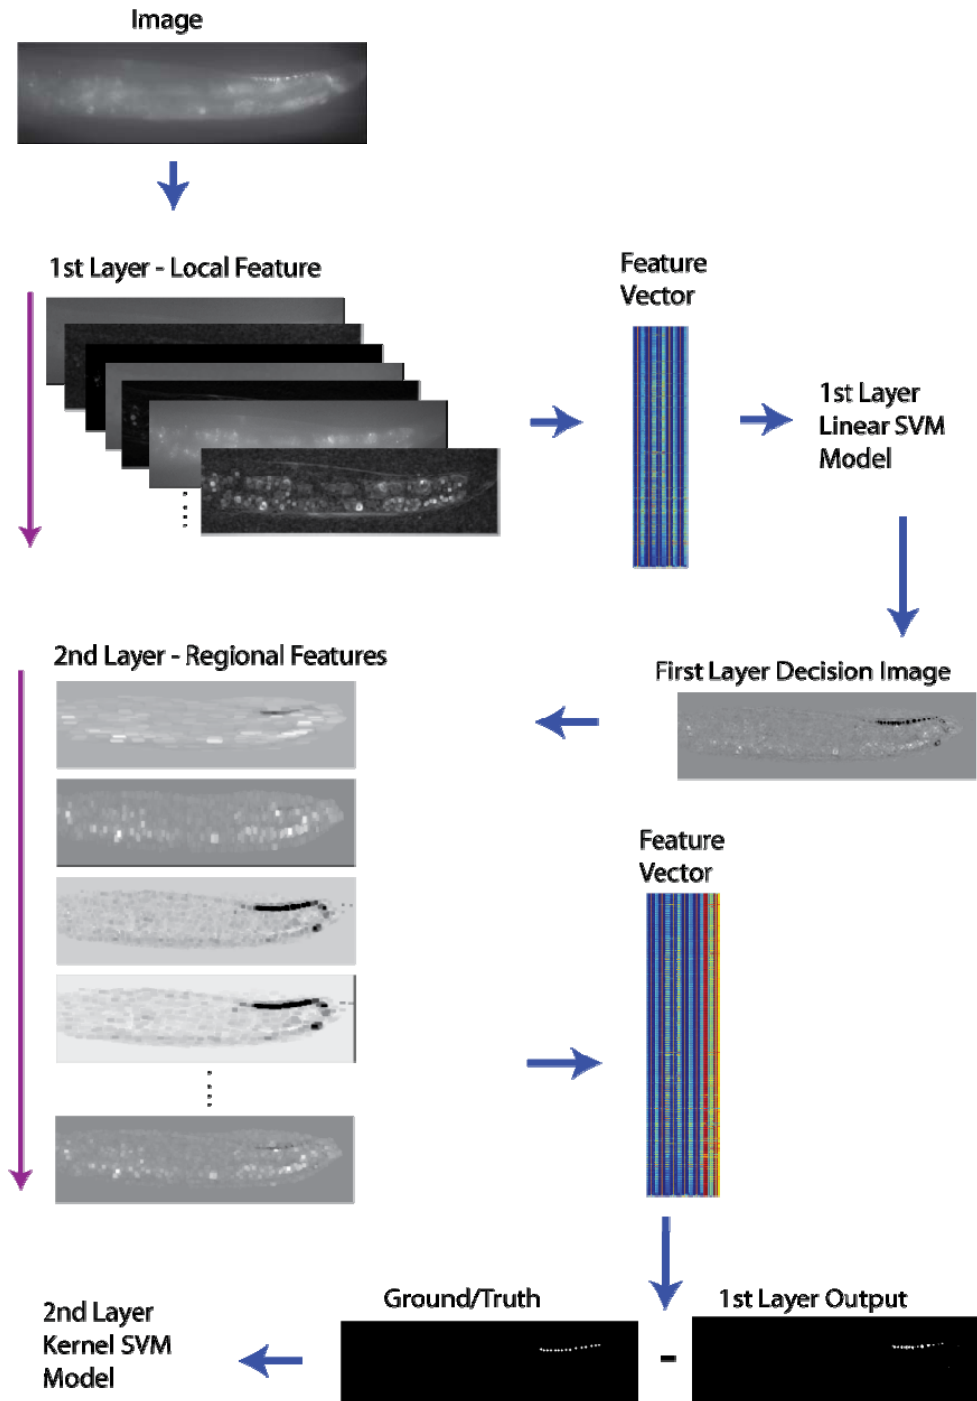 Image
1st Layer - Local Feature
Feature
Vector
1st Layer
Linear SVM
Model
2nd Layer - Regional Features
First Layer Decision Image
Feature
Vector
Ground/Truth
1st Layer Output
2nd Layer
Kernel SVM
Model
-